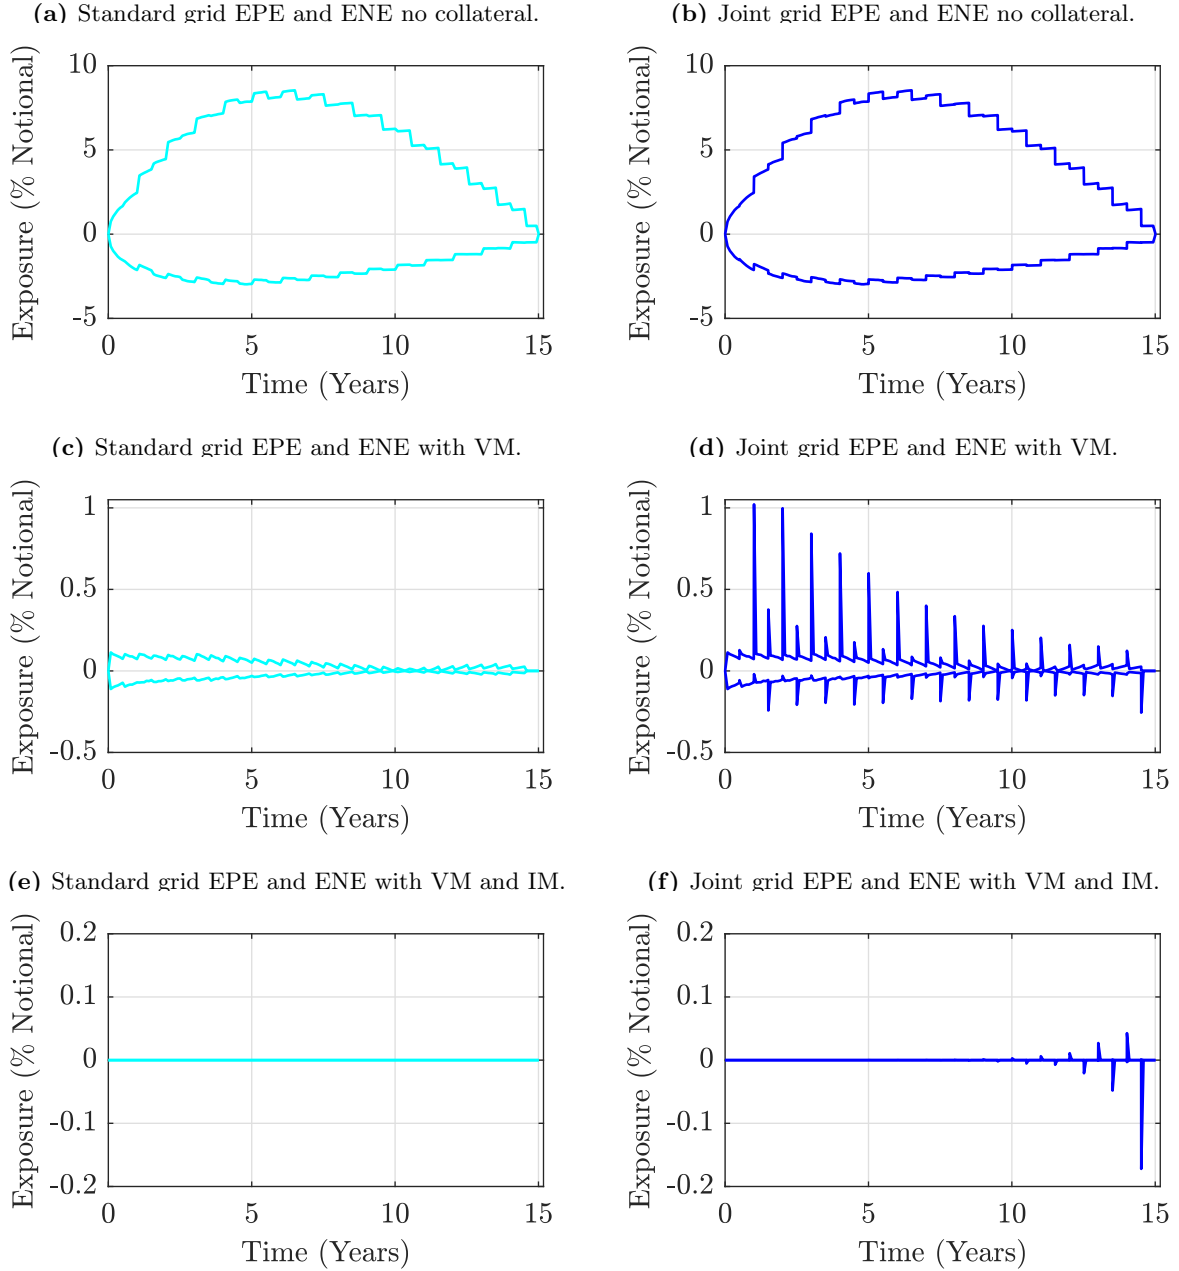 (a) Standard grid EPE and ENE no collateral.
(b) Joint grid EPE and ENE no collateral.
Exposure (% Notional)
10
5
0
-5
0 5 10 15
Time (Years)
Exposure (% Notional)
10
5
0
-5
0 5 10 15
Time (Years)
(c) Standard grid EPE and ENE with VM.
(d) Joint grid EPE and ENE with VM.
Exposure (% Notional)
1
0.5
0
-0.5
0 5 10 15
Time (Years)
Exposure (% Notional)
1
0.5
0
-0.5
0 5 10 15
Time (Years)
(e) Standard grid EPE and ENE with VM and IM.
(f) Joint grid EPE and ENE with VM and IM.
Exposure (% Notional)
0.2
0.1
0
-0.1
-0.2
0 5 10 15
Time (Years)
Exposure (% Notional)
0.2
0.1
0
-0.1
-0.2
0 5 10 15
Time (Years)